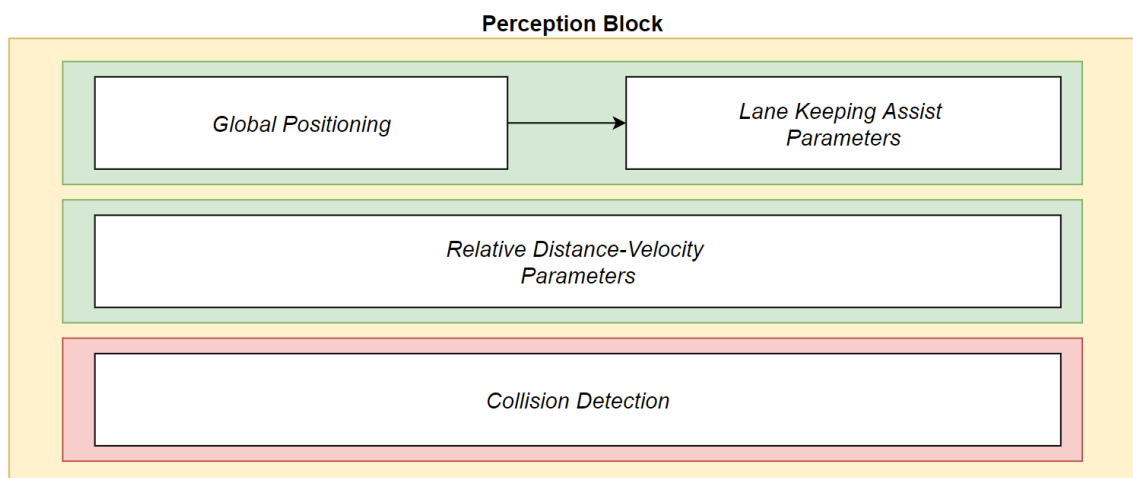 Perception Block
Global Positioning
Lane Keeping Assist
Parameters
Relative Distance-Velocity
Parameters
Collision Detection